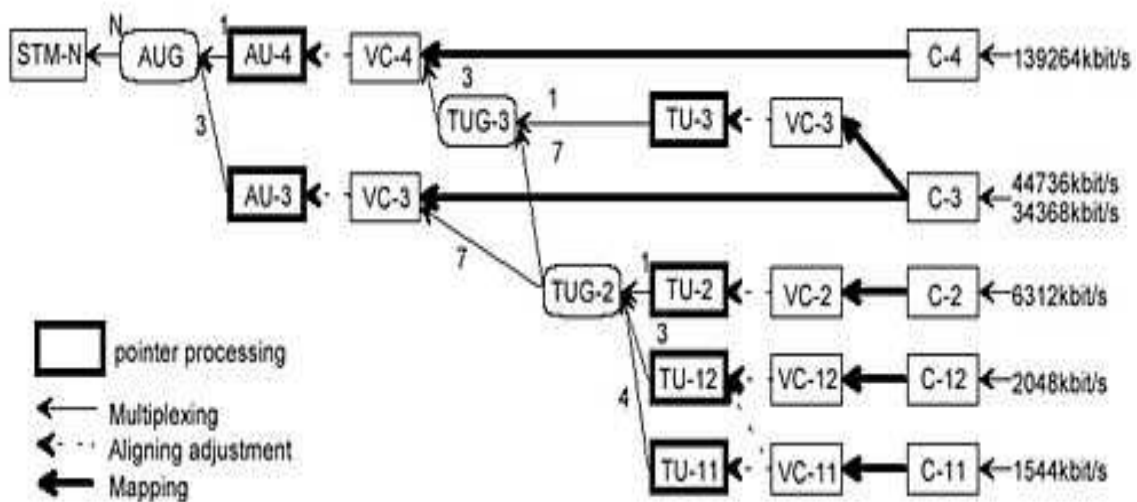 N 1
STM-N AUG AU-4 VC-4 C-4 139264kbit/s
3 1
TUG-3 TU-3 VC-3
3 7
44736kbit/s
AU-3 VC-3 C-3
34368kbit/s
7 1
TUG-2 TU-2 VC-2 C-2 6312kbit/s
3
pointer processing
TU-12 VC-12 C-12 2048kbit/s
4
Multiplexing
Aligning adjustment
TU-11 VC-11 C-11 1544kbit/s
Mapping